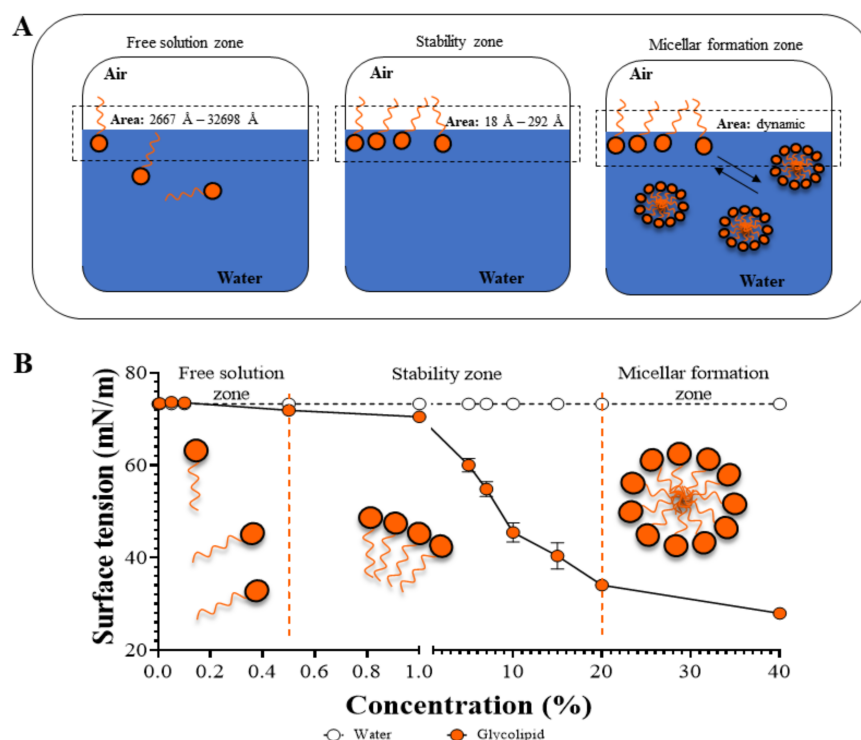 A
Free solution zone
Stability zone
Micellar formation zone
Air
Air
Air
Area: 2667 Å – 32698 Å
Area: 18 Å – 292 Å
Area: dynamic
Water
Water
Water
B
Surface tension (mN/m)
80
60
40
20
Free solution
zone
Stability zone
Micellar formation
zone
0.0 0.2 0.4 0.6 0.8 1.0 10 20 30 40
Concentration (%)
Water Glycolipid